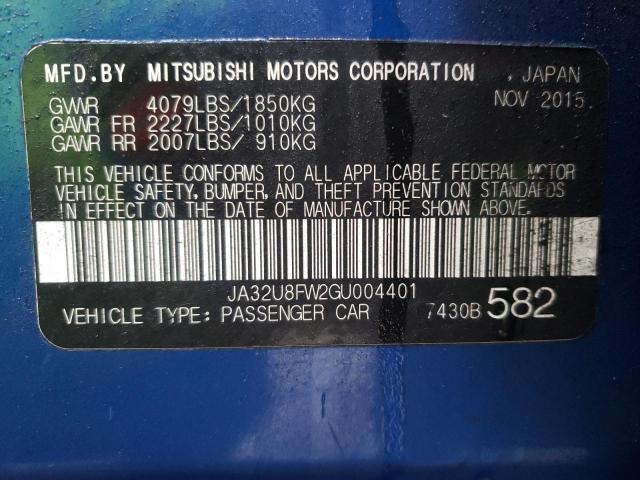 MFD.BY MITSUBISHI MOTORS CORPORATION , JAPAN
GVWR 4079LBS/1850KG NOV 2015
GAWR FR 2227LBS/1010KG
GAWR RR 2007LBS/ 910KG
THIS VEHICLE CONFORMS TO ALL APPLICABLE FEDERAL MOTOR
VEHICLE SAFETY, BUMPER, AND THEFT PREVENTION STANDARDS
IN EFFECT ON THE DATE OF MANUFACTURE SHOWN ABOVE.
JA32U8FW2GU004401
VEHICLE TYPE: PASSENGER CAR 7430B 582